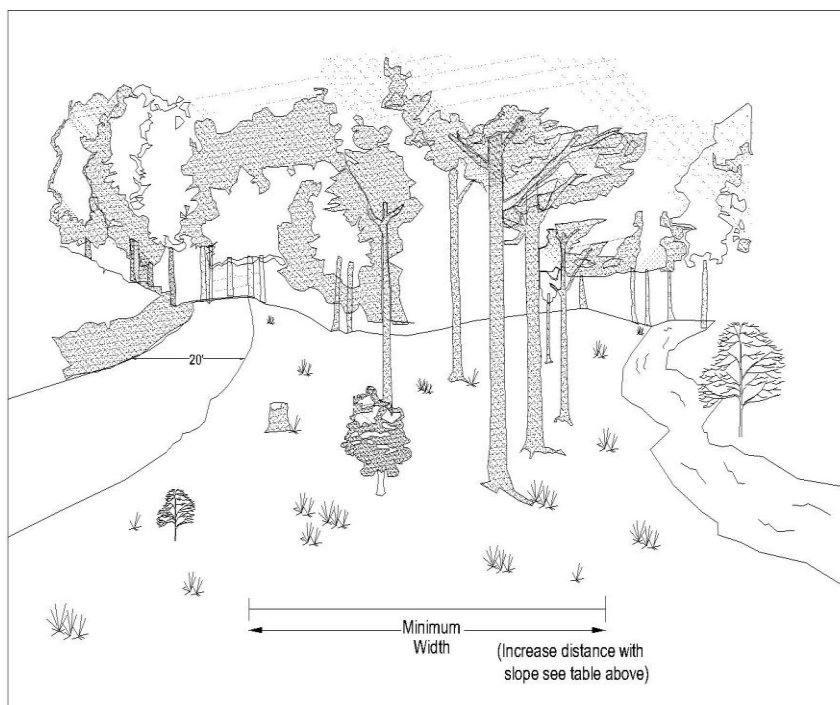 20'
Minimum
Width
(Increase distance with
slope see table above)